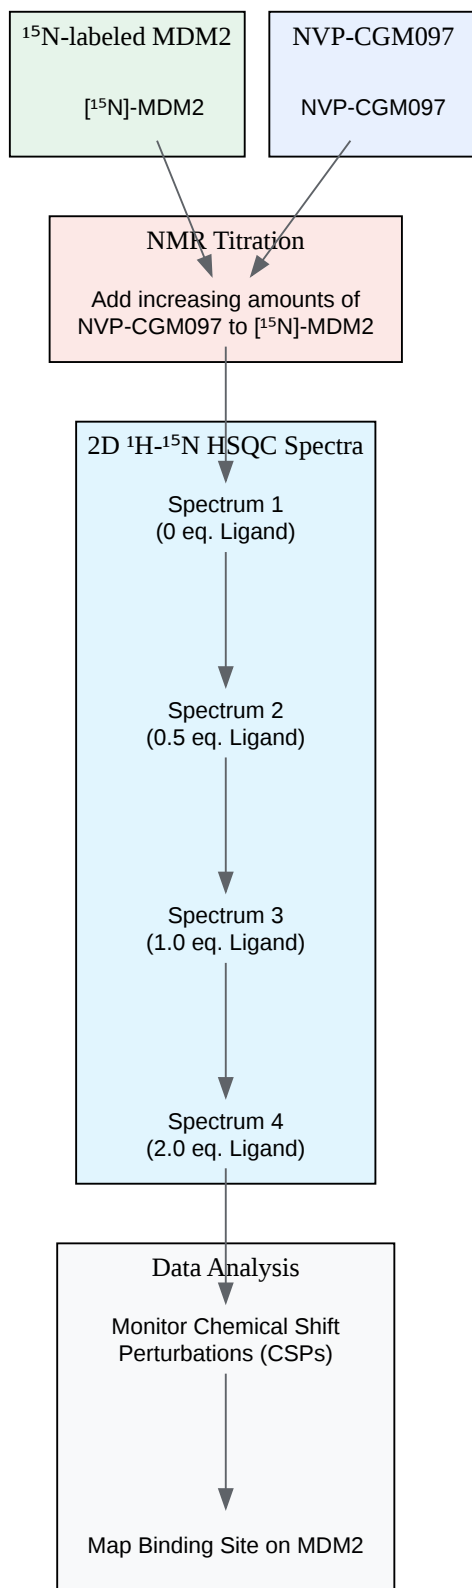 ¹⁵N-labeled MDM2
NVP-CGM097
[¹⁵N]-MDM2
NVP-CGM097
NMR Titration
Add increasing amounts of
NVP-CGM097 to [¹⁵N]-MDM2
2D ¹H-¹⁵N HSQC Spectra
Spectrum 1
(0 eq. Ligand)
Spectrum 2
(0.5 eq. Ligand)
Spectrum 3
(1.0 eq. Ligand)
Spectrum 4
(2.0 eq. Ligand)
Data Analysis
Monitor Chemical Shift
Perturbations (CSPs)
Map Binding Site on MDM2